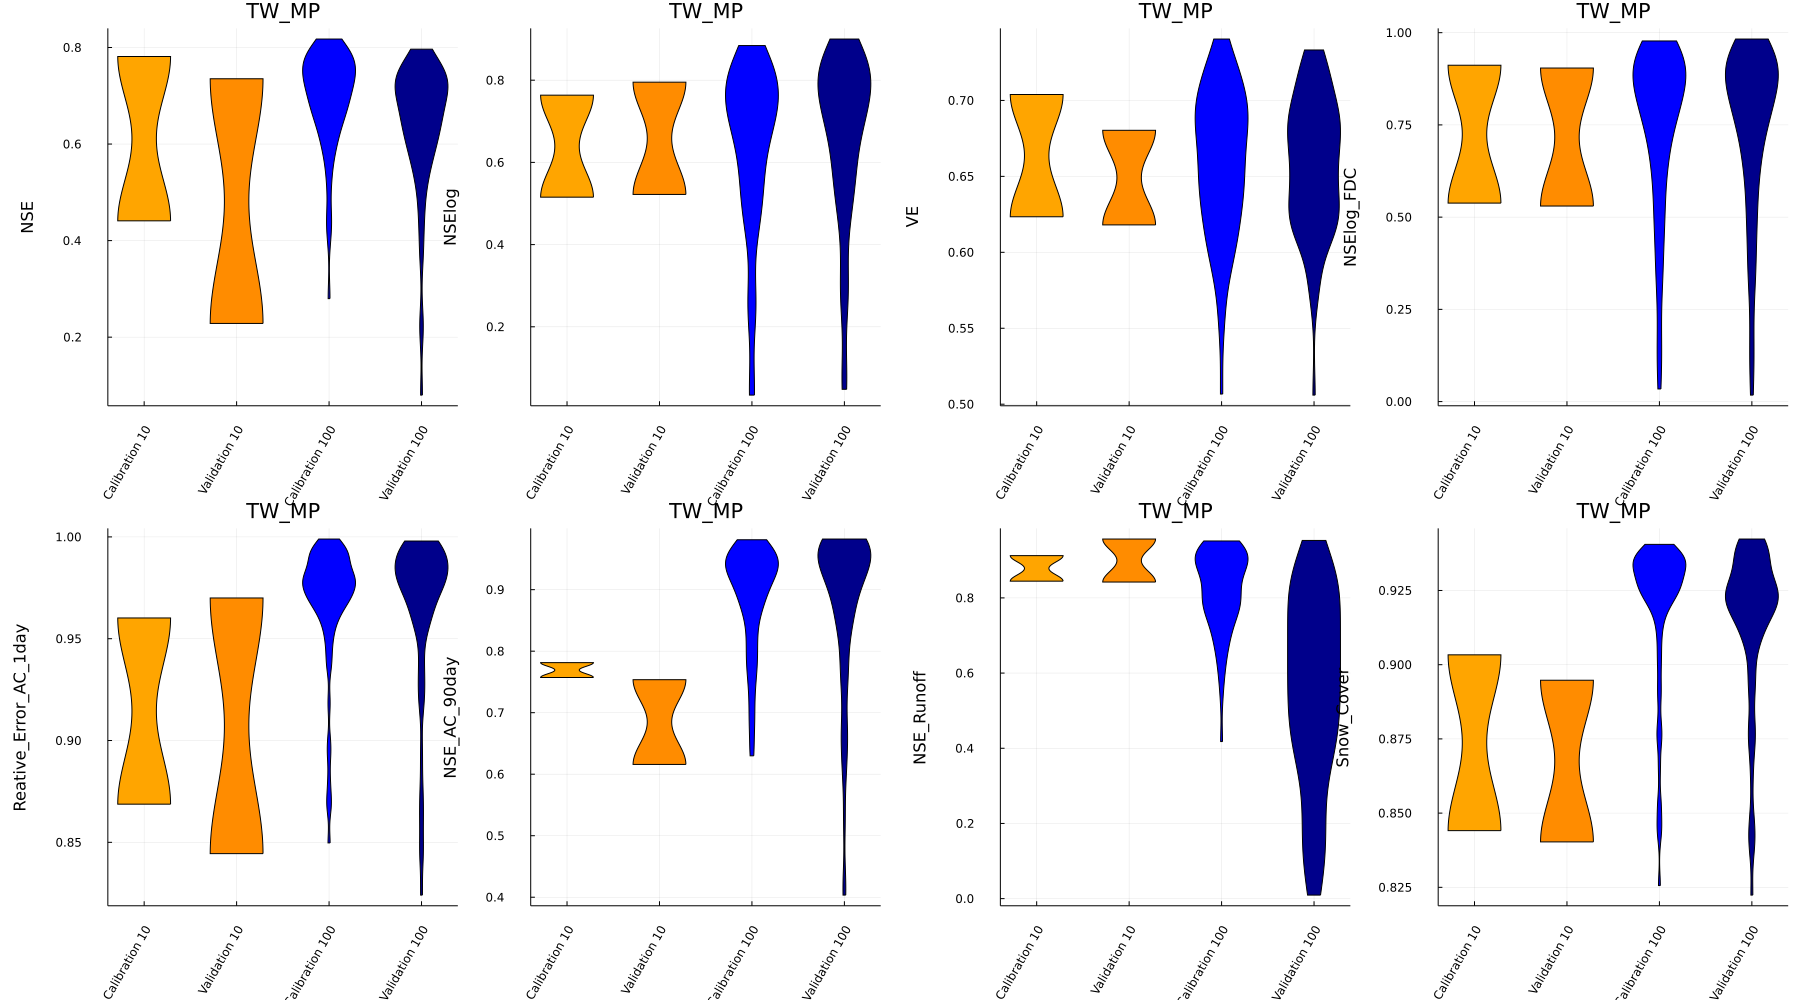 TW_MP
TW_MP
TW_MP
TW_MP
NSE
0.8
0.6
0.4
0.2
Calibration 10
Validation 10
Calibration 100
Validation 100
NSElog
0.8
0.6
0.4
0.2
Calibration 10
Validation 10
Calibration 100
Validation 100
VE
0.70
0.65
0.60
0.55
0.50
Calibration 10
Validation 10
Calibration 100
Validation 100
NSElog_FDC
1.00
0.75
0.50
0.25
0.00
Calibration 10
Validation 10
Calibration 100
Validation 100
TW_MP
TW_MP
TW_MP
TW_MP
Reative_Error_AC_1day
1.00
0.95
0.90
0.85
Calibration 10
Validation 10
Calibration 100
Validation 100
NSE_AC_90day
0.9
0.8
0.7
0.6
0.5
0.4
Calibration 10
Validation 10
Calibration 100
Validation 100
NSE_Runoff
0.8
0.6
0.4
0.2
0.0
Calibration 10
Validation 10
Calibration 100
Validation 100
Snow_Cover
0.925
0.900
0.875
0.850
0.825
Calibration 10
Validation 10
Calibration 100
Validation 100